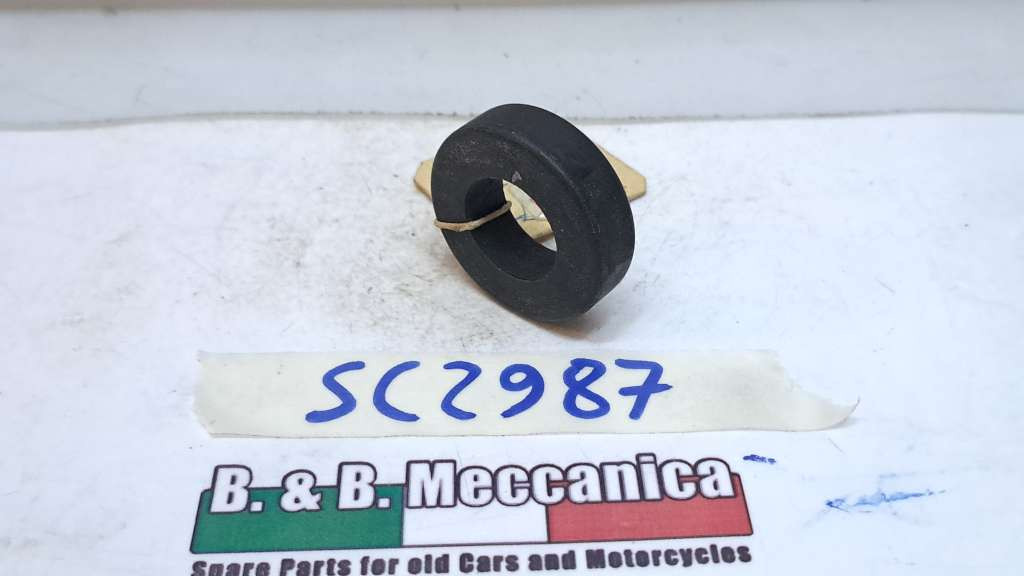 SC2987
B. & B. Meccanica
Spare Parts for old Cars and Motorcycles